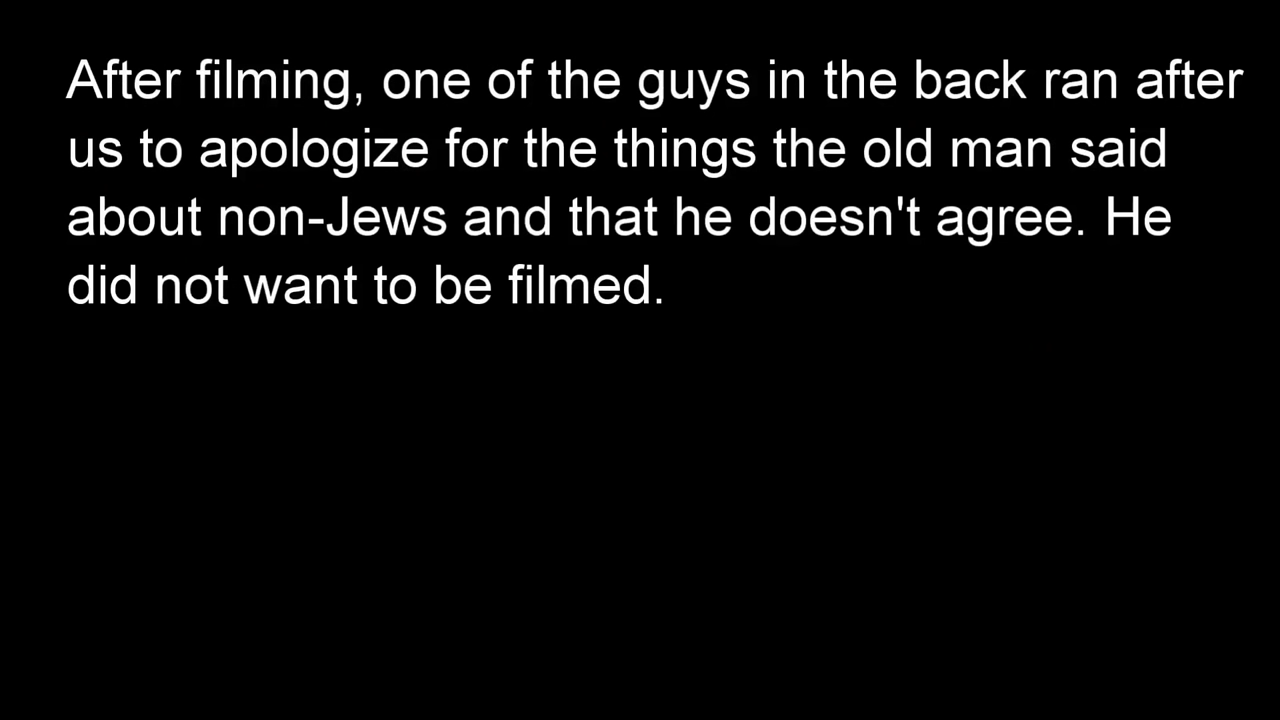 After filming, one of the guys in the back ran after
us to apologize for the things the old man said
about non-Jews and that he doesn't agree. He
did not want to be filmed.